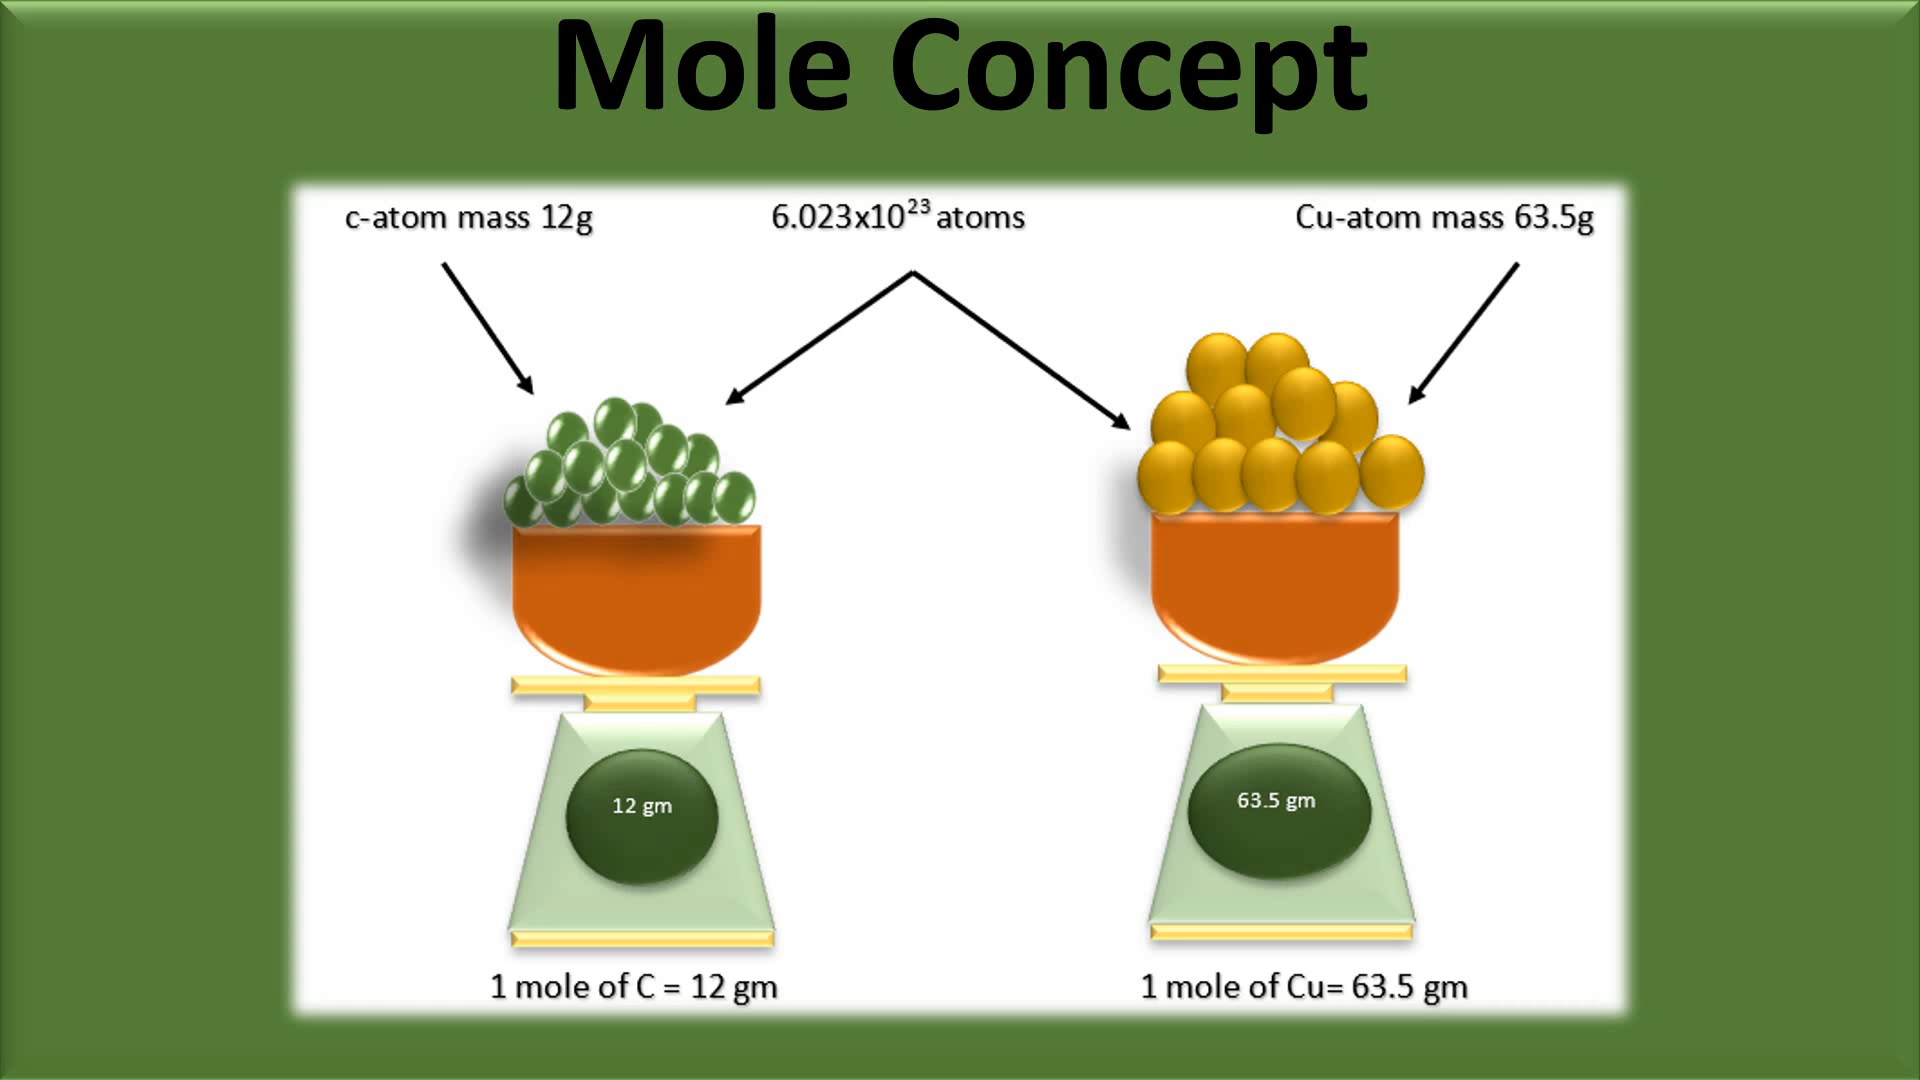 Mole Concept
c-atom mass 12g
6.023x10²³ atoms
Cu-atom mass 63.5g
12 gm
63.5 gm
1 mole of C = 12 gm
1 mole of Cu= 63.5 gm